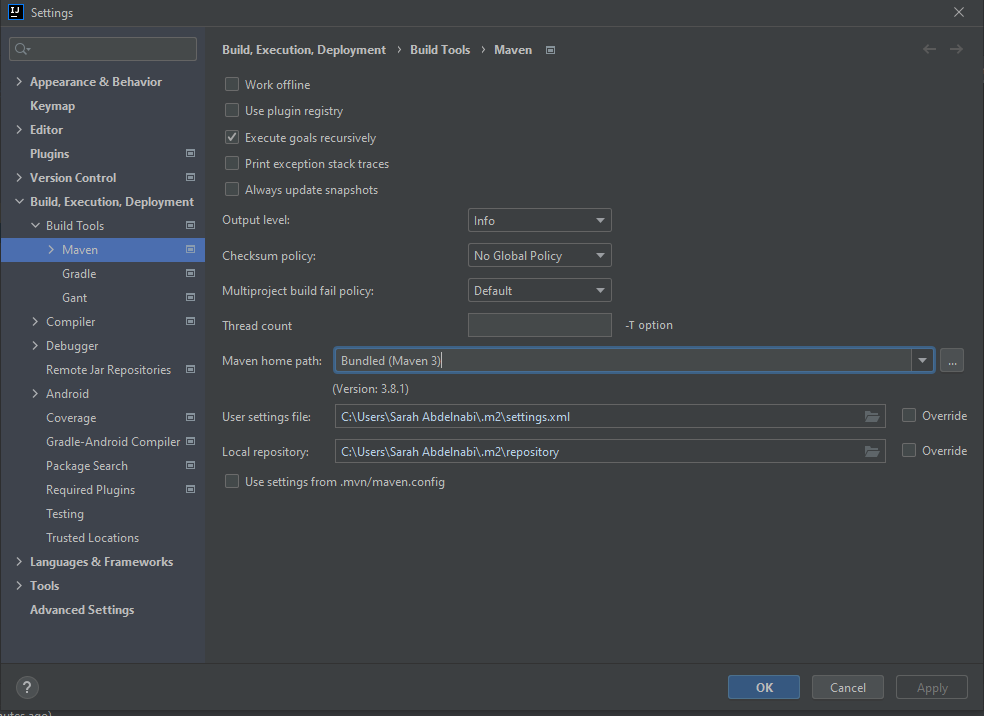 IJ
Settings
Build, Execution, Deployment › Build Tools › Maven
Appearance & Behavior
Keymap
Editor
Plugins
Version Control
Build, Execution, Deployment
Build Tools
Maven
Gradle
Gant
Compiler
Debugger
Remote Jar Repositories
Android
Coverage
Gradle-Android Compiler
Package Search
Required Plugins
Testing
Trusted Locations
Languages & Frameworks
Tools
Advanced Settings
Work offline
Use plugin registry
Execute goals recursively
Print exception stack traces
Always update snapshots
Output level: Info
Checksum policy: No Global Policy
Multiproject build fail policy: Default
Thread count -T option
Maven home path: Bundled (Maven 3) ...
(Version: 3.8.1)
User settings file: C:\Users\Sarah Abdelnabi\.m2\settings.xml Override
Local repository: C:\Users\Sarah Abdelnabi\.m2\repository Override
Use settings from .mvn/maven.config
? OK Cancel Apply